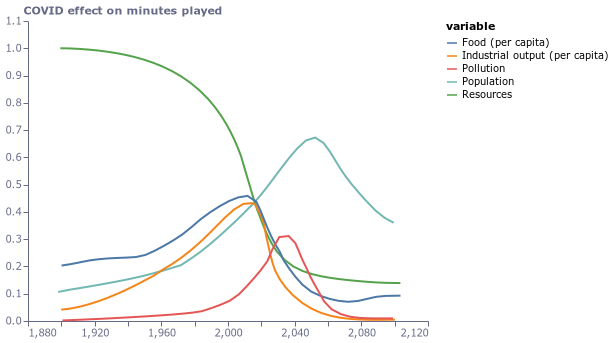 COVID effect on minutes played
variable
Food (per capita)
Industrial output (per capita)
Pollution
Population
Resources
1.1
1.0
0.9
0.8
0.7
0.6
0.5
0.4
0.3
0.2
0.1
0.0
1,880 1,920 1,960 2,000 2,040 2,080 2,120